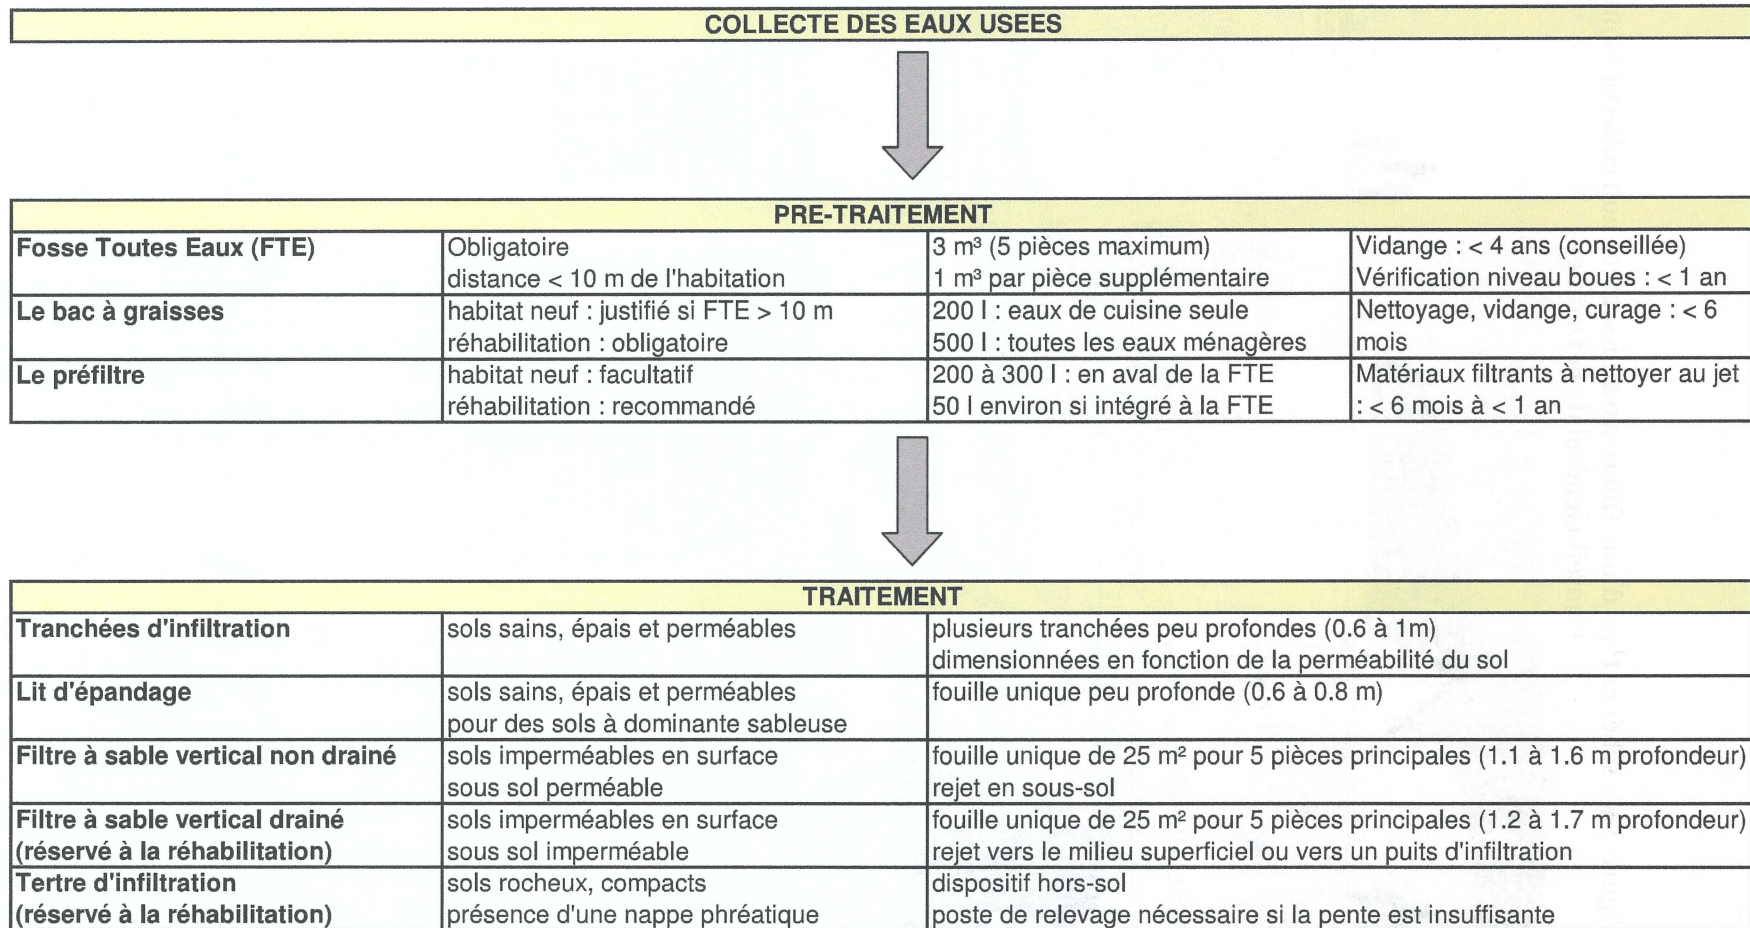 COLLECTE DES EAUX USEES
PRE-TRAITEMENT
Fosse Toutes Eaux (FTE)
Obligatoire
distance < 10 m de l'habitation
3 m³ (5 pièces maximum)
1 m³ par pièce supplémentaire
Vidange : < 4 ans (conseillée)
Vérification niveau boues : < 1 an
Le bac à graisses
habitat neuf : justifié si FTE > 10 m
réhabilitation : obligatoire
200 l : eaux de cuisine seule
500 l : toutes les eaux ménagères
Nettoyage, vidange, curage : < 6
mois
Le préfiltre
habitat neuf : facultatif
réhabilitation : recommandé
200 à 300 l : en aval de la FTE
50 l environ si intégré à la FTE
Matériaux filtrants à nettoyer au jet
: < 6 mois à < 1 an
TRAITEMENT
Tranchées d'infiltration
sols sains, épais et perméables
plusieurs tranchées peu profondes (0.6 à 1m)
dimensionnées en fonction de la perméabilité du sol
Lit d'épandage
sols sains, épais et perméables
pour des sols à dominante sableuse
fouille unique peu profonde (0.6 à 0.8 m)
Filtre à sable vertical non drainé
sols imperméables en surface
sous sol perméable
fouille unique de 25 m² pour 5 pièces principales (1.1 à 1.6 m profondeur)
rejet en sous-sol
Filtre à sable vertical drainé
(réservé à la réhabilitation)
sols imperméables en surface
sous sol imperméable
fouille unique de 25 m² pour 5 pièces principales (1.2 à 1.7 m profondeur)
rejet vers le milieu superficiel ou vers un puits d'infiltration
Tertre d'infiltration
(réservé à la réhabilitation)
sols rocheux, compacts
présence d'une nappe phréatique
dispositif hors-sol
poste de relevage nécessaire si la pente est insuffisante